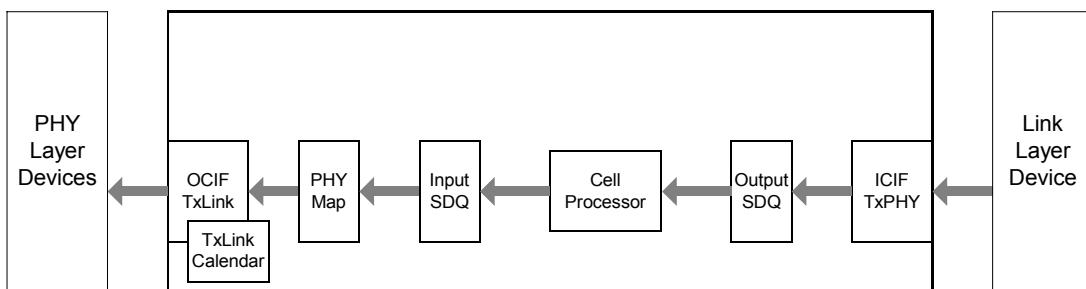 PHY
Layer
Devices
OCIF
TxLink
TxLink
Calendar
PHY
Map
Input
SDQ
Cell
Processor
Output
SDQ
ICIF
TxPHY
Link
Layer
Device